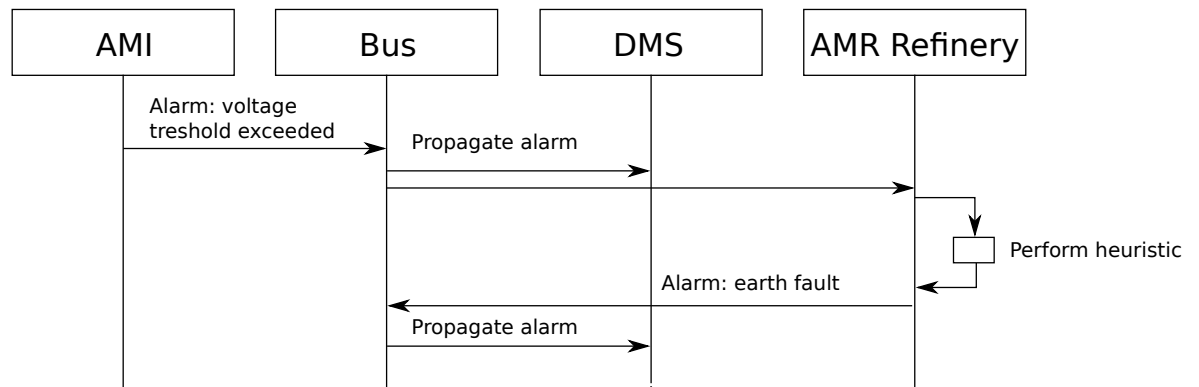 AMI
Bus
DMS
AMR Refinery
Alarm: voltage
treshold exceeded
Propagate alarm
Perform heuristic
Alarm: earth fault
Propagate alarm